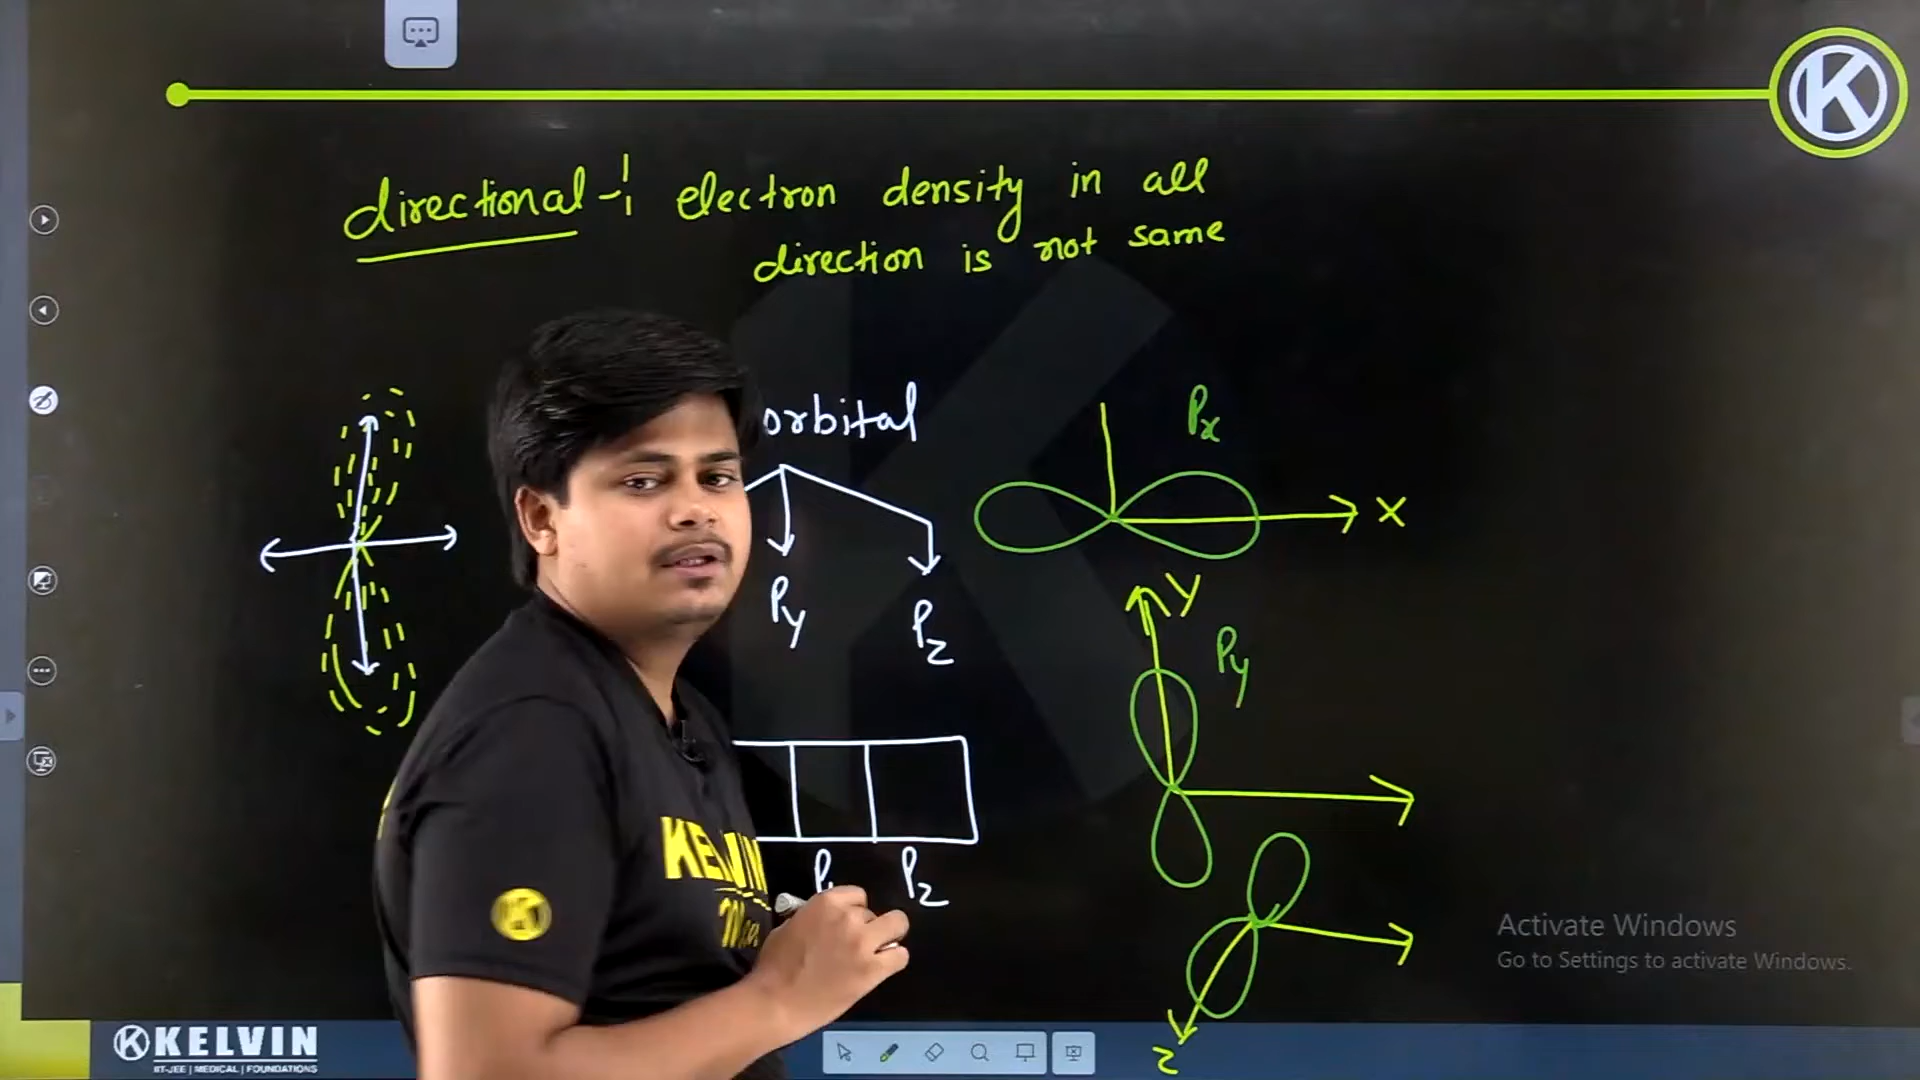 directional -: electron density in all
direction is not same
orbital
Px
X
Py
Pz
Y
Py
Pz
Z
Activate Windows
Go to Settings to activate Windows.
KELVIN
IIT-JEE | MEDICAL | FOUNDATIONS
KELVIN